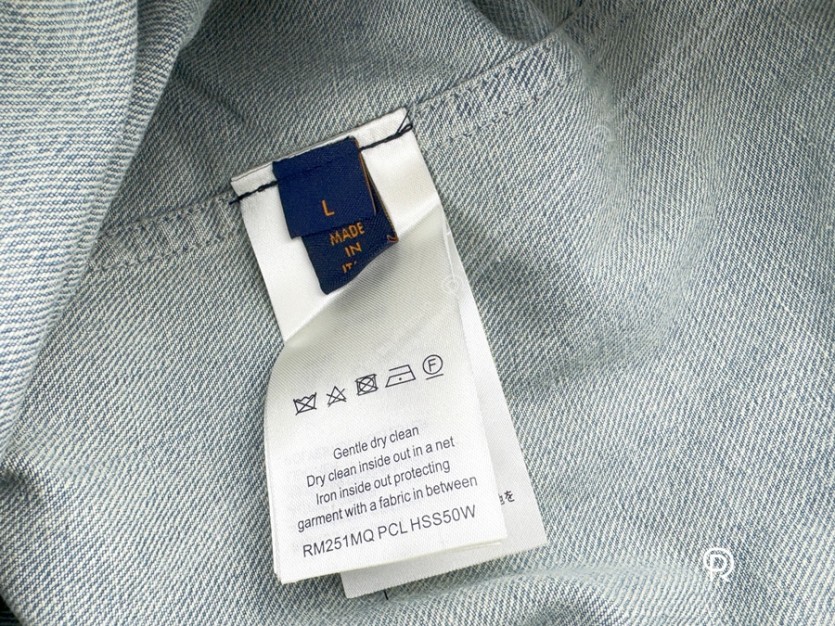 L
MADE
IN
Gentle dry clean
Dry clean inside out in a net
Iron inside out protecting
garment with a fabric in between
RM251MQ PCL HSS50W
F